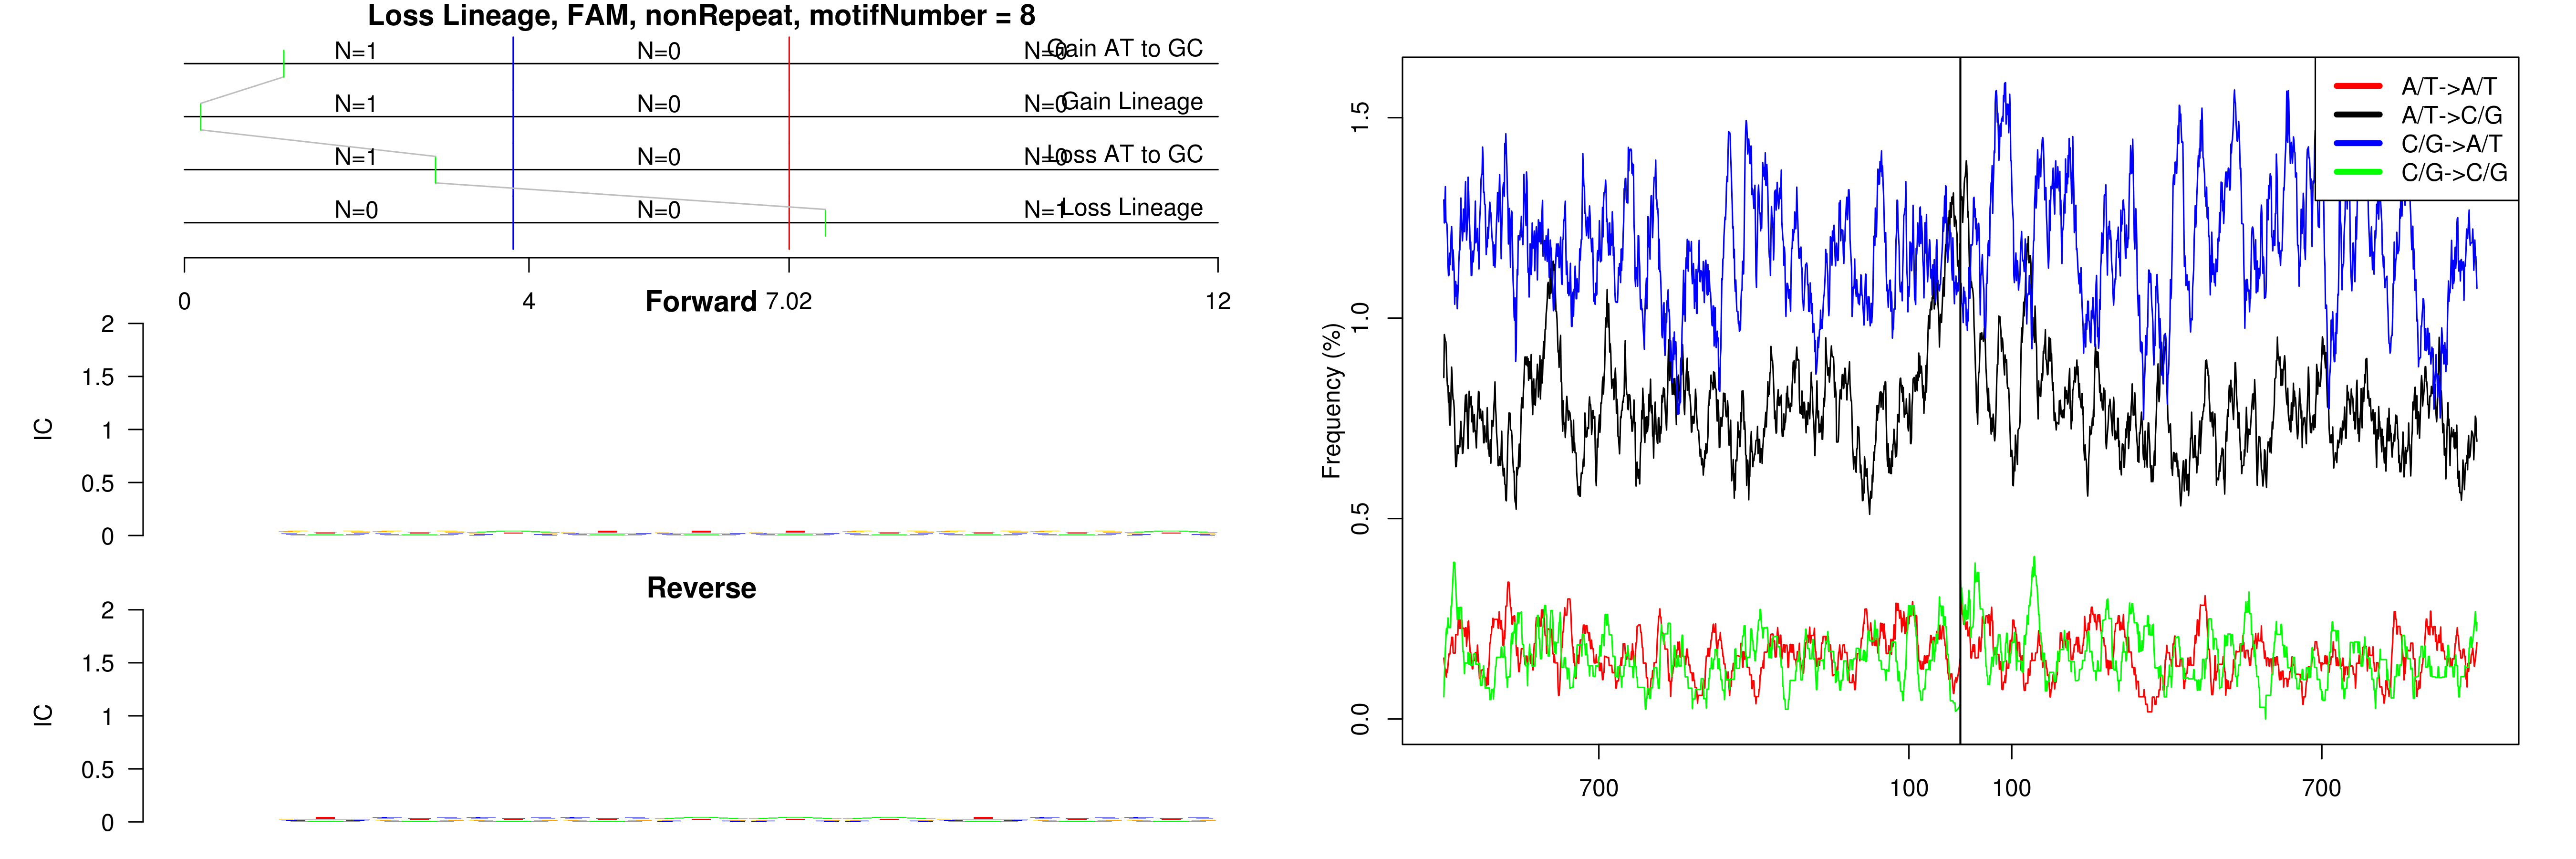 Loss Lineage, FAM, nonRepeat, motifNumber = 8
N=1 N=0 N=0 Gain AT to GC
N=1 N=0 N=0 Gain Lineage
N=1 N=0 N=0 Loss AT to GC
N=0 N=0 N=1 Loss Lineage
0 4 7.02 12
Forward
2
1.5
1
0.5
0
IC
Reverse
2
1.5
1
0.5
0
IC
A/T->A/T
A/T->C/G
C/G->A/T
C/G->C/G
1.5
1.0
0.5
0.0
Frequency (%)
700 100 100 700